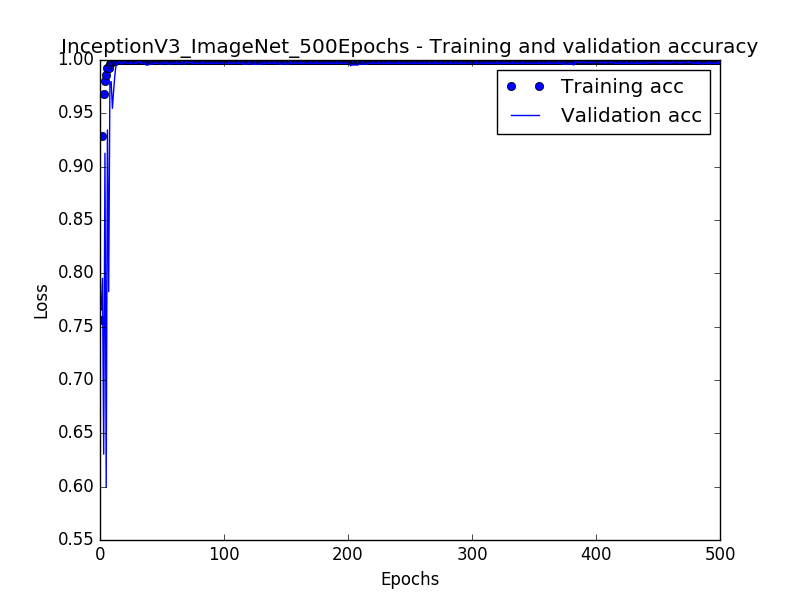 InceptionV3_ImageNet_500Epochs - Training and validation accuracy
1.00
Training acc
Validation acc
0.95
0.90
0.85
0.80
0.75
0.70
0.65
0.60
0.55
Loss
0 100 200 300 400 500
Epochs